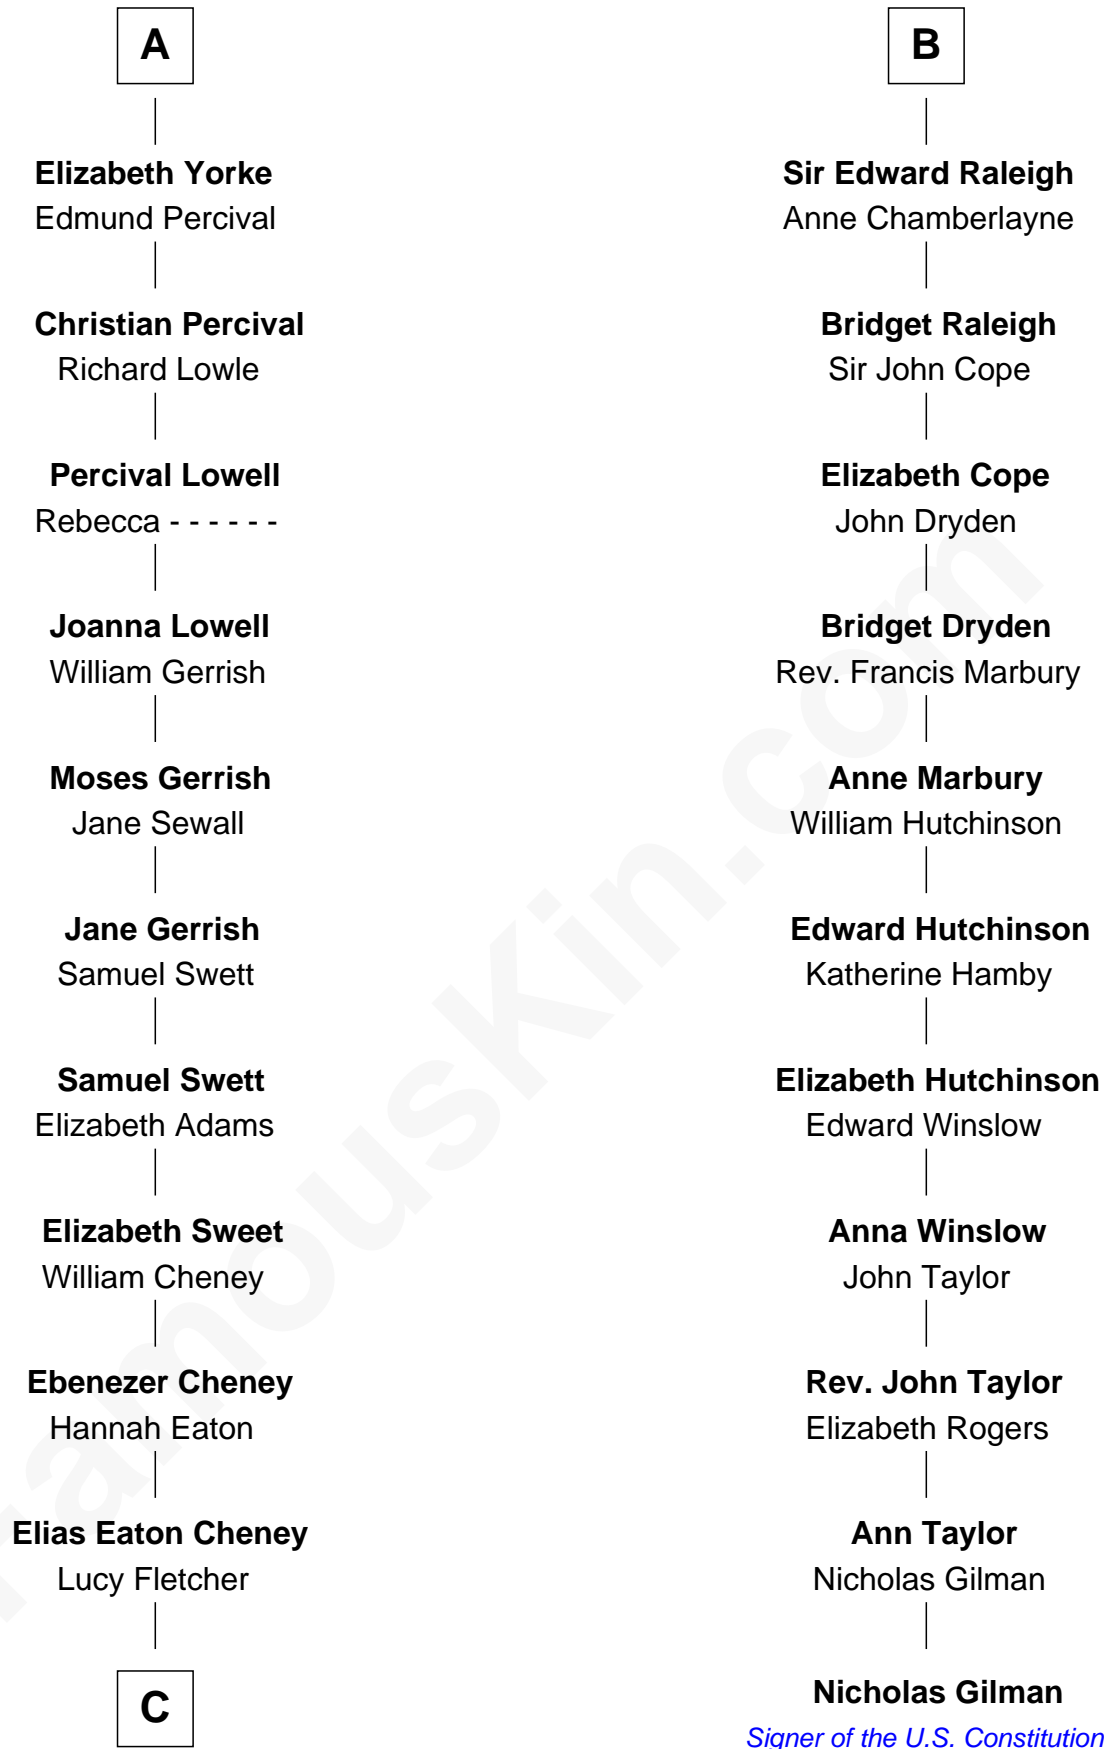 A
Elizabeth Yorke
Edmund Percival
Christian Percival
Richard Lowle
Percival Lowell
Rebecca - - - - - -
Joanna Lowell
William Gerrish
Moses Gerrish
Jane Sewall
Jane Gerrish
Samuel Swett
Samuel Swett
Elizabeth Adams
Elizabeth Sweet
William Cheney
Ebenezer Cheney
Hannah Eaton
Elias Eaton Cheney
Lucy Fletcher
C
B
Sir Edward Raleigh
Anne Chamberlayne
Bridget Raleigh
Sir John Cope
Elizabeth Cope
John Dryden
Bridget Dryden
Rev. Francis Marbury
Anne Marbury
William Hutchinson
Edward Hutchinson
Katherine Hamby
Elizabeth Hutchinson
Edward Winslow
Anna Winslow
John Taylor
Rev. John Taylor
Elizabeth Rogers
Ann Taylor
Nicholas Gilman
Nicholas Gilman
Signer of the U.S. Constitution
FamousKin.com